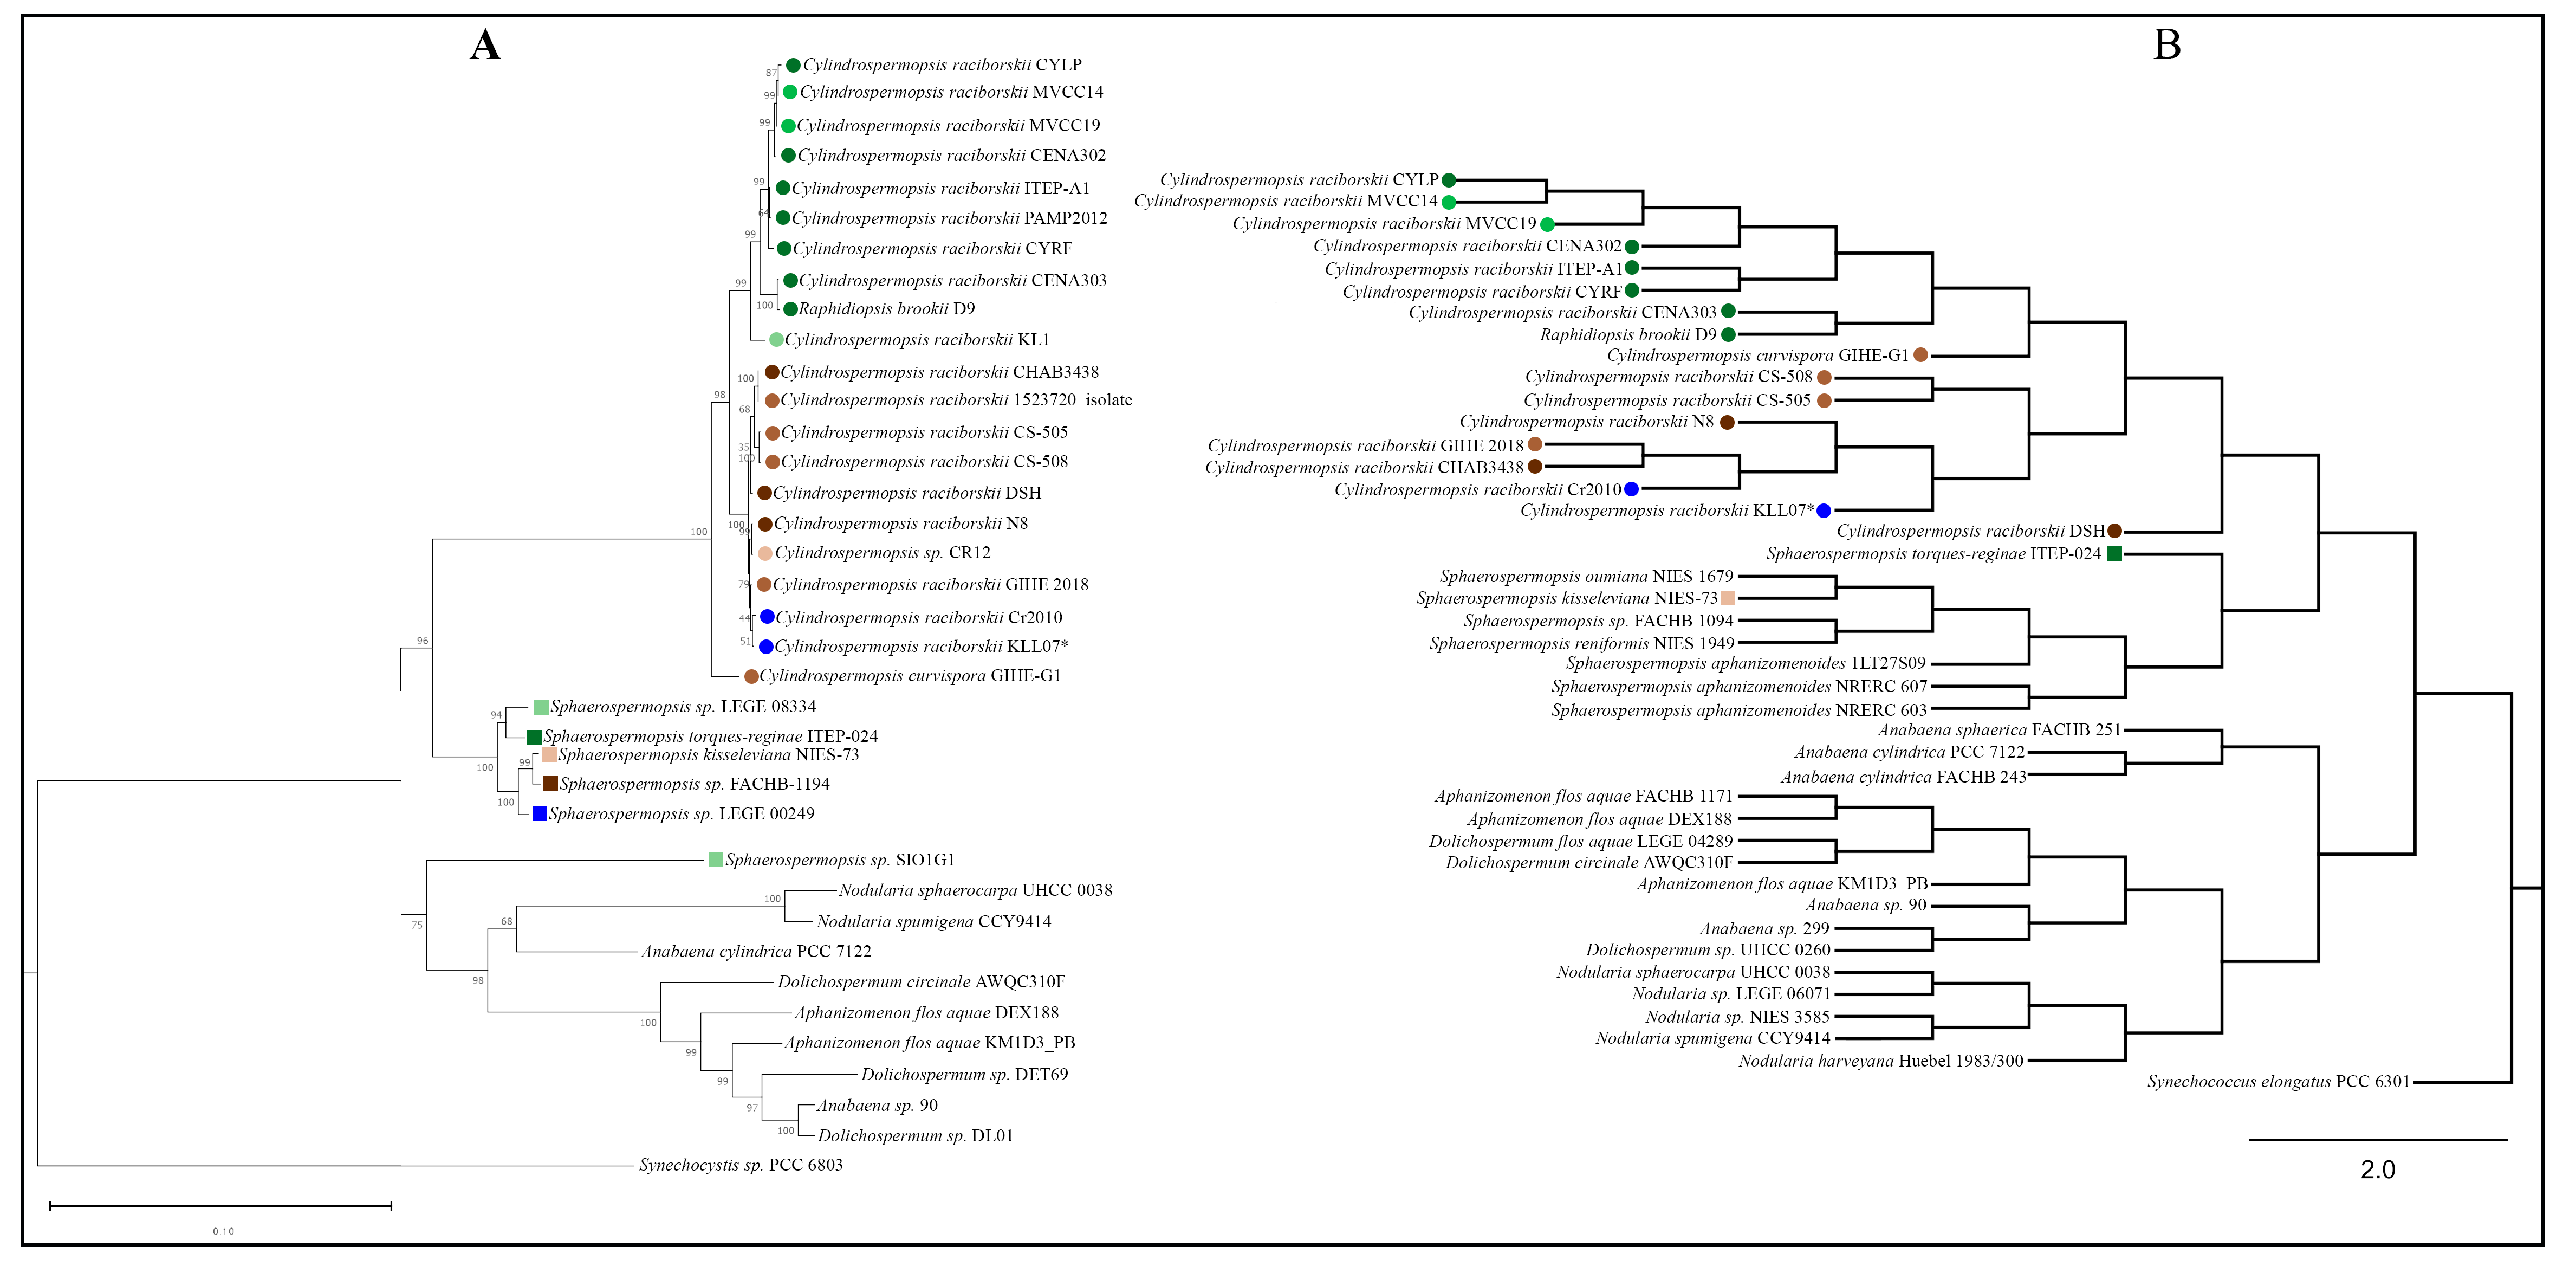 A
87
Cylindrospermopsis raciborskii CYLP
99
Cylindrospermopsis raciborskii MVCC14
99
Cylindrospermopsis raciborskii MVCC19
Cylindrospermopsis raciborskii CENA302
99
Cylindrospermopsis raciborskii ITEP-A1
64
Cylindrospermopsis raciborskii PAMP2012
99
Cylindrospermopsis raciborskii CYRF
99
Cylindrospermopsis raciborskii CENA303
100
Raphidiopsis brookii D9
Cylindrospermopsis raciborskii KL1
98
100
Cylindrospermopsis raciborskii CHAB3438
68
Cylindrospermopsis raciborskii 1523720_isolate
35
Cylindrospermopsis raciborskii CS-505
100
Cylindrospermopsis raciborskii CS-508
Cylindrospermopsis raciborskii DSH
100
100
Cylindrospermopsis raciborskii N8
99
Cylindrospermopsis sp. CR12
79
Cylindrospermopsis raciborskii GIHE 2018
44
Cylindrospermopsis raciborskii Cr2010
51
Cylindrospermopsis raciborskii KLL07*
Cylindrospermopsis curvispora GIHE-G1
96
94
Sphaerospermopsis sp. LEGE 08334
Sphaerospermopsis torques-reginae ITEP-024
100
99
Sphaerospermopsis kisseleviana NIES-73
Sphaerospermopsis sp. FACHB-1194
100
Sphaerospermopsis sp. LEGE 00249
75
Sphaerospermopsis sp. SIO1G1
100
Nodularia sphaerocarpa UHCC 0038
68
Nodularia spumigena CCY9414
Anabaena cylindrica PCC 7122
98
Dolichospermum circinale AWQC310F
100
Aphanizomenon flos aquae DEX188
99
Aphanizomenon flos aquae KM1D3_PB
99
Dolichospermum sp. DET69
97
Anabaena sp. 90
100
Dolichospermum sp. DL01
Synechocystis sp. PCC 6803
0.10
B
Cylindrospermopsis raciborskii CYLP
Cylindrospermopsis raciborskii MVCC14
Cylindrospermopsis raciborskii MVCC19
Cylindrospermopsis raciborskii CENA302
Cylindrospermopsis raciborskii ITEP-A1
Cylindrospermopsis raciborskii CYRF
Cylindrospermopsis raciborskii CENA303
Raphidiopsis brookii D9
Cylindrospermopsis curvispora GIHE-G1
Cylindrospermopsis raciborskii CS-508
Cylindrospermopsis raciborskii CS-505
Cylindrospermopsis raciborskii N8
Cylindrospermopsis raciborskii GIHE 2018
Cylindrospermopsis raciborskii CHAB3438
Cylindrospermopsis raciborskii Cr2010
Cylindrospermopsis raciborskii KLL07*
Cylindrospermopsis raciborskii DSH
Sphaerospermopsis torques-reginae ITEP-024
Sphaerospermopsis oumiana NIES 1679
Sphaerospermopsis kisseleviana NIES-73
Sphaerospermopsis sp. FACHB 1094
Sphaerospermopsis reniformis NIES 1949
Sphaerospermopsis aphanizomenoides 1LT27S09
Sphaerospermopsis aphanizomenoides NRERC 607
Sphaerospermopsis aphanizomenoides NRERC 603
Anabaena sphaerica FACHB 251
Anabaena cylindrica PCC 7122
Anabaena cylindrica FACHB 243
Aphanizomenon flos aquae FACHB 1171
Aphanizomenon flos aquae DEX188
Dolichospermum flos aquae LEGE 04289
Dolichospermum circinale AWQC310F
Aphanizomenon flos aquae KM1D3_PB
Anabaena sp. 90
Anabaena sp. 299
Dolichospermum sp. UHCC 0260
Nodularia sphaerocarpa UHCC 0038
Nodularia sp. LEGE 06071
Nodularia sp. NIES 3585
Nodularia spumigena CCY9414
Nodularia harveyana Huebel 1983/300
Synechococcus elongatus PCC 6301
2.0